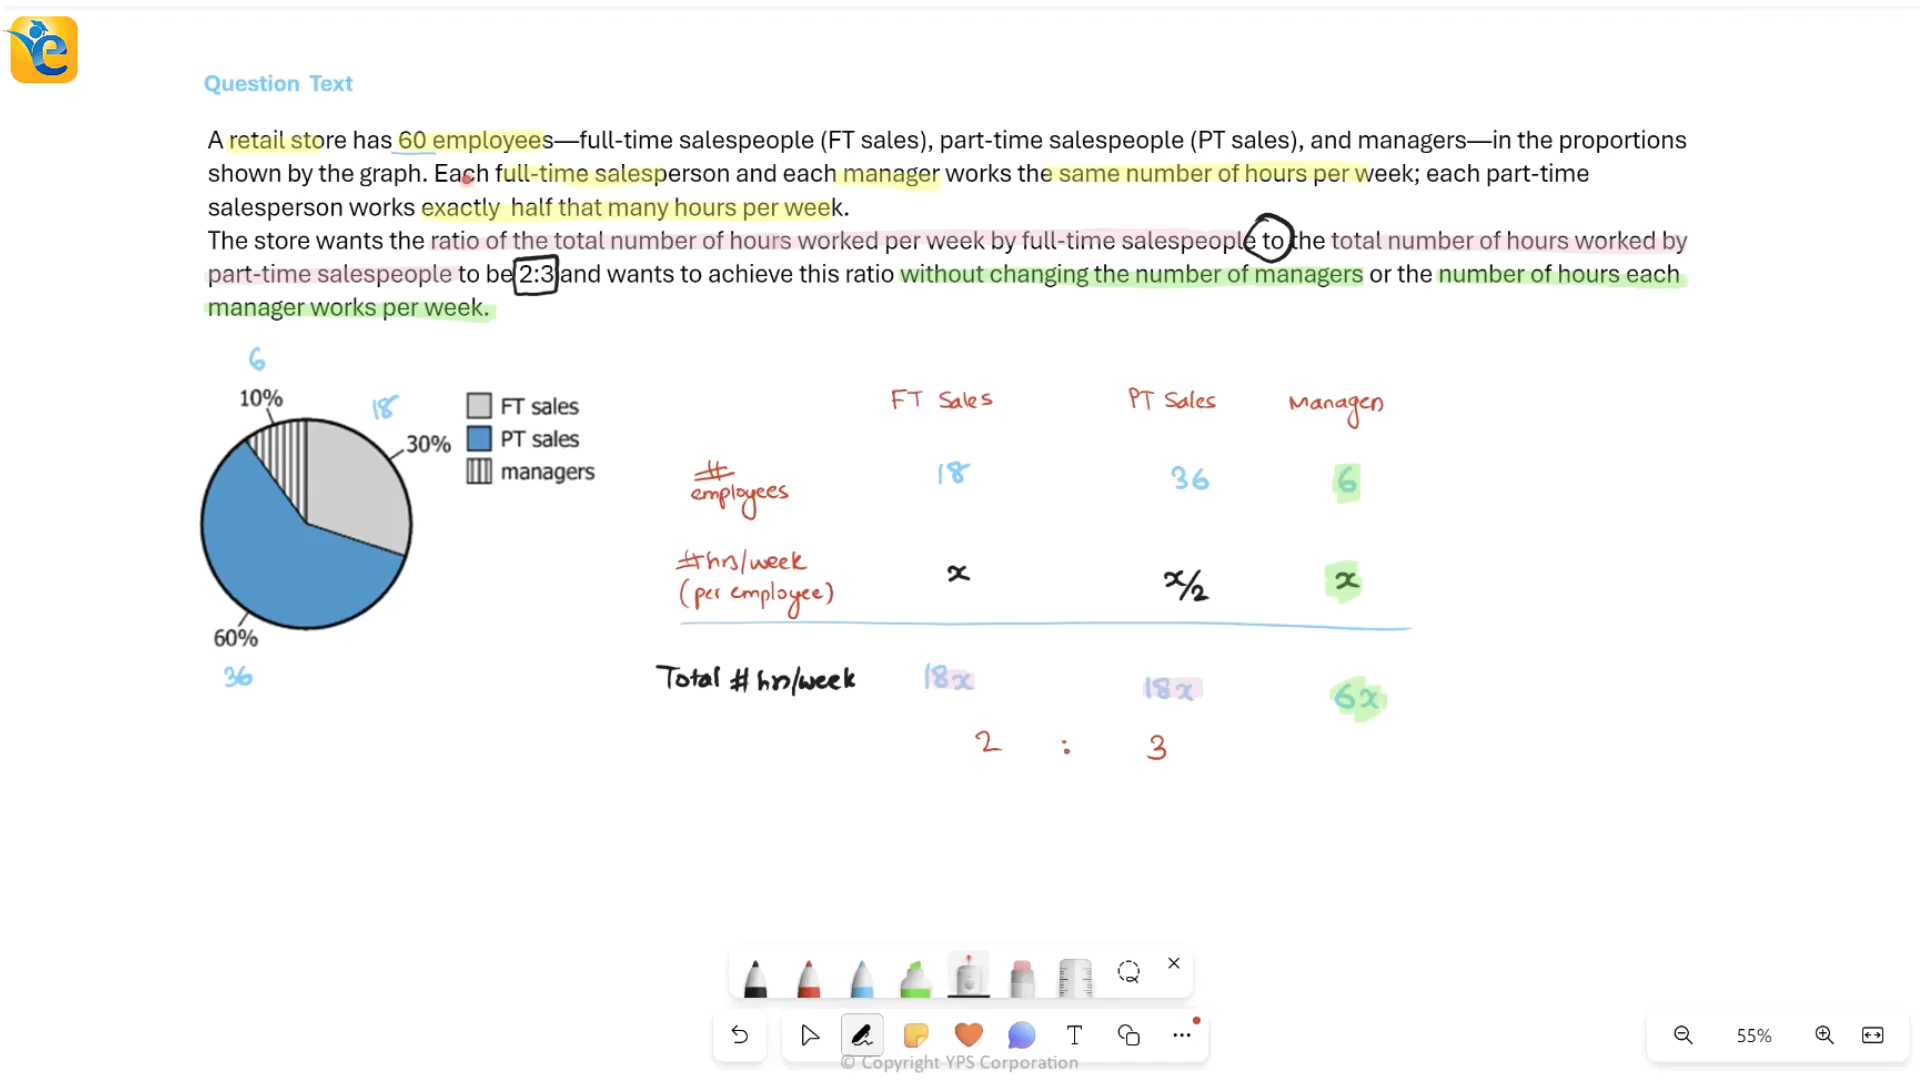 Question Text
A retail store has 60 employees—full-time salespeople (FT sales), part-time salespeople (PT sales), and managers—in the proportions
shown by the graph. Each full-time salesperson and each manager works the same number of hours per week; each part-time
salesperson works exactly half that many hours per week.
The store wants the ratio of the total number of hours worked per week by full-time salespeople to the total number of hours worked by
part-time salespeople to be 2:3 and wants to achieve this ratio without changing the number of managers or the number of hours each
manager works per week.
6
10%
18
30%
FT sales
PT sales
managers
60%
36
FT Sales PT Sales Managers
# employees 18 36 6
#hrs/week (per employee) x x/2 x
Total # hrs/week 18x 18x 6x
2 : 3
T
55%
© Copyright YPS Corporation